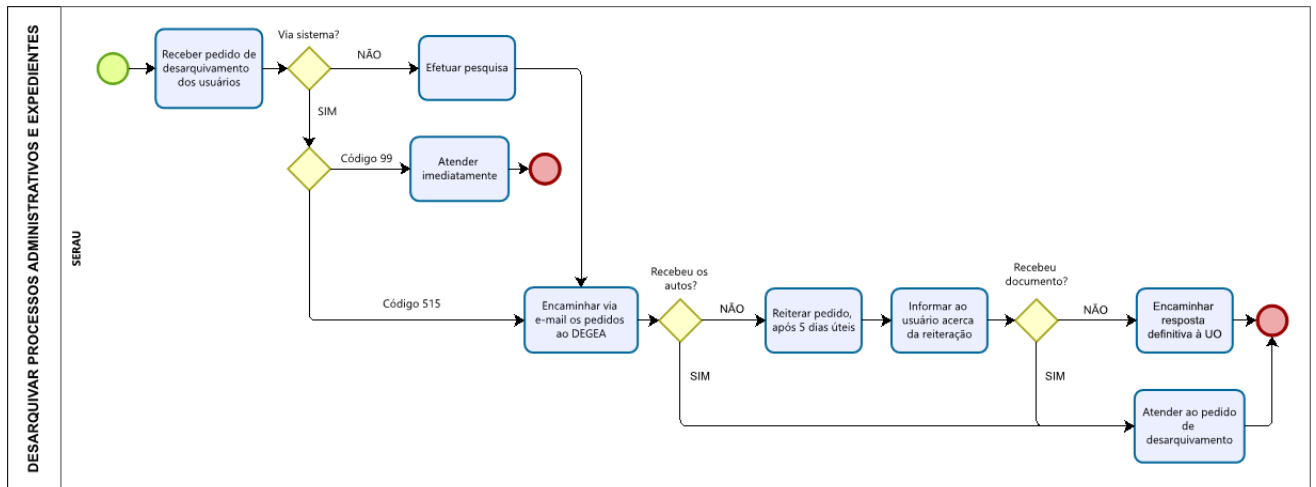 DESARQUIVAR PROCESSOS ADMINISTRATIVOS E EXPEDIENTES
SERAU
Receber pedido de
desarquivamento
dos usuários
Via sistema?
NÃO
Efetuar pesquisa
SIM
Código 99
Atender
imediatamente
Código 515
Encaminhar via
e-mail os pedidos
ao DEGEA
Recebeu os
autos?
NÃO
Reiterar pedido,
após 5 dias úteis
Informar ao
usuário acerca
da reiteração
Recebeu
documento?
NÃO
Encaminhar
resposta
definitiva à UO
SIM
SIM
Atender ao pedido
de
desarquivamento